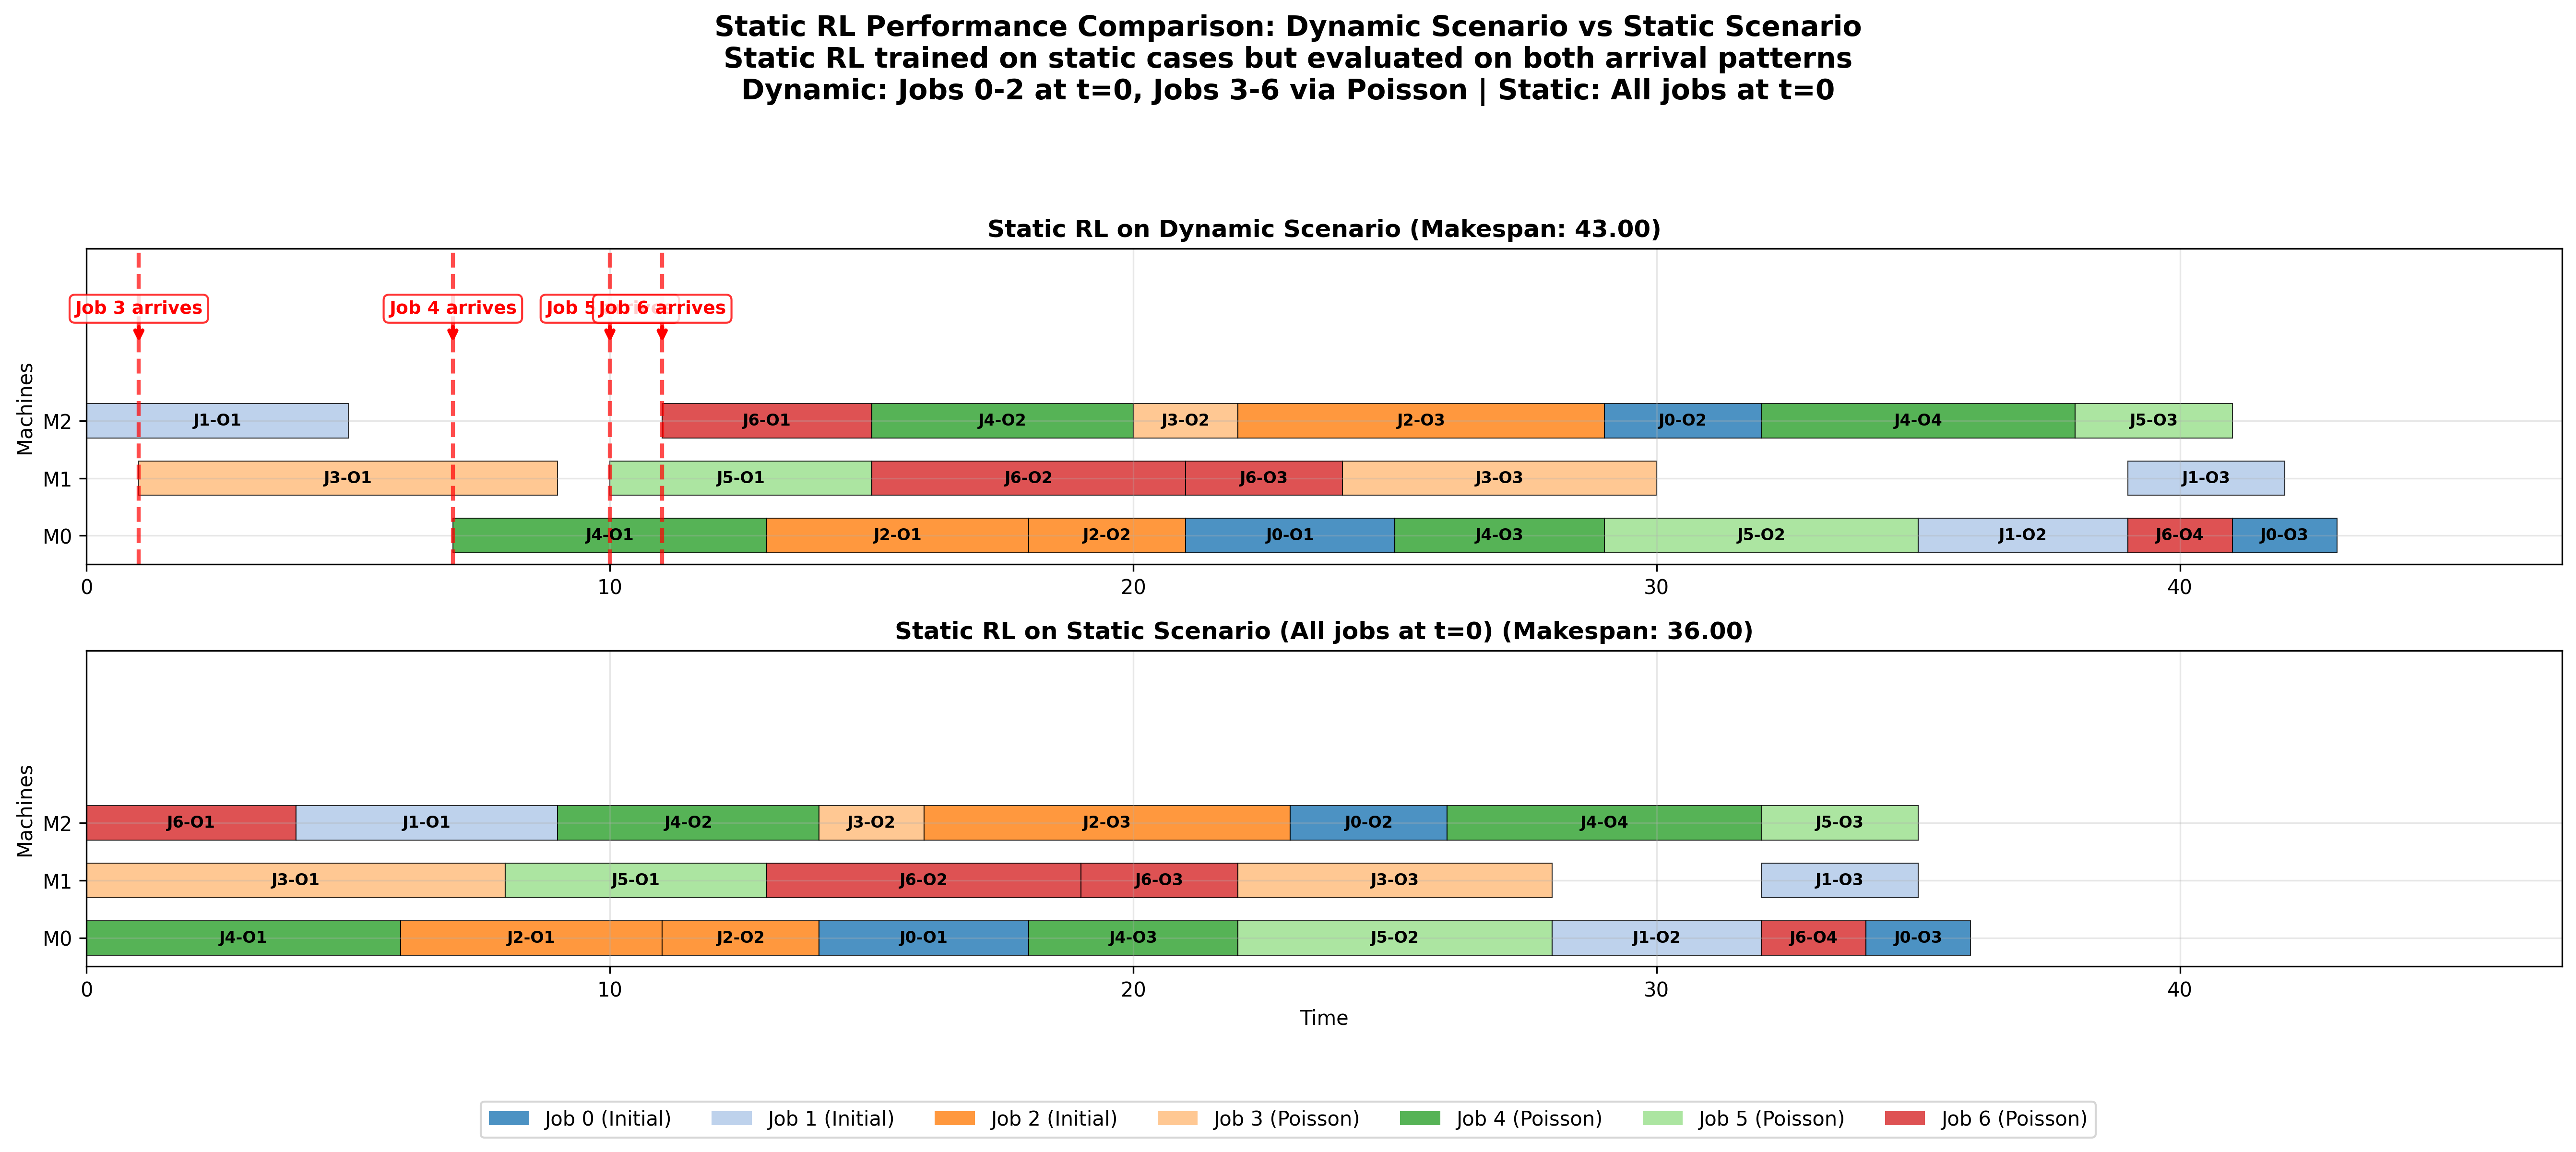 Static RL Performance Comparison: Dynamic Scenario vs Static Scenario
Static RL trained on static cases but evaluated on both arrival patterns
Dynamic: Jobs 0-2 at t=0, Jobs 3-6 via Poisson | Static: All jobs at t=0
Static RL on Dynamic Scenario (Makespan: 43.00)
Job 3 arrives
Job 4 arrives
Job 5
Job 6 arrives
Machines
M2
J1-O1
J6-O1
J4-O2
J3-O2
J2-O3
J0-O2
J4-O4
J5-O3
M1
J3-O1
J5-O1
J6-O2
J6-O3
J3-O3
J1-O3
M0
J4-O1
J2-O1
J2-O2
J0-O1
J4-O3
J5-O2
J1-O2
J6-O4
J0-O3
0
10
20
30
40
Static RL on Static Scenario (All jobs at t=0) (Makespan: 36.00)
Machines
M2
J6-O1
J1-O1
J4-O2
J3-O2
J2-O3
J0-O2
J4-O4
J5-O3
M1
J3-O1
J5-O1
J6-O2
J6-O3
J3-O3
J1-O3
M0
J4-O1
J2-O1
J2-O2
J0-O1
J4-O3
J5-O2
J1-O2
J6-O4
J0-O3
0
10
20
30
40
Time
Job 0 (Initial)
Job 1 (Initial)
Job 2 (Initial)
Job 3 (Poisson)
Job 4 (Poisson)
Job 5 (Poisson)
Job 6 (Poisson)